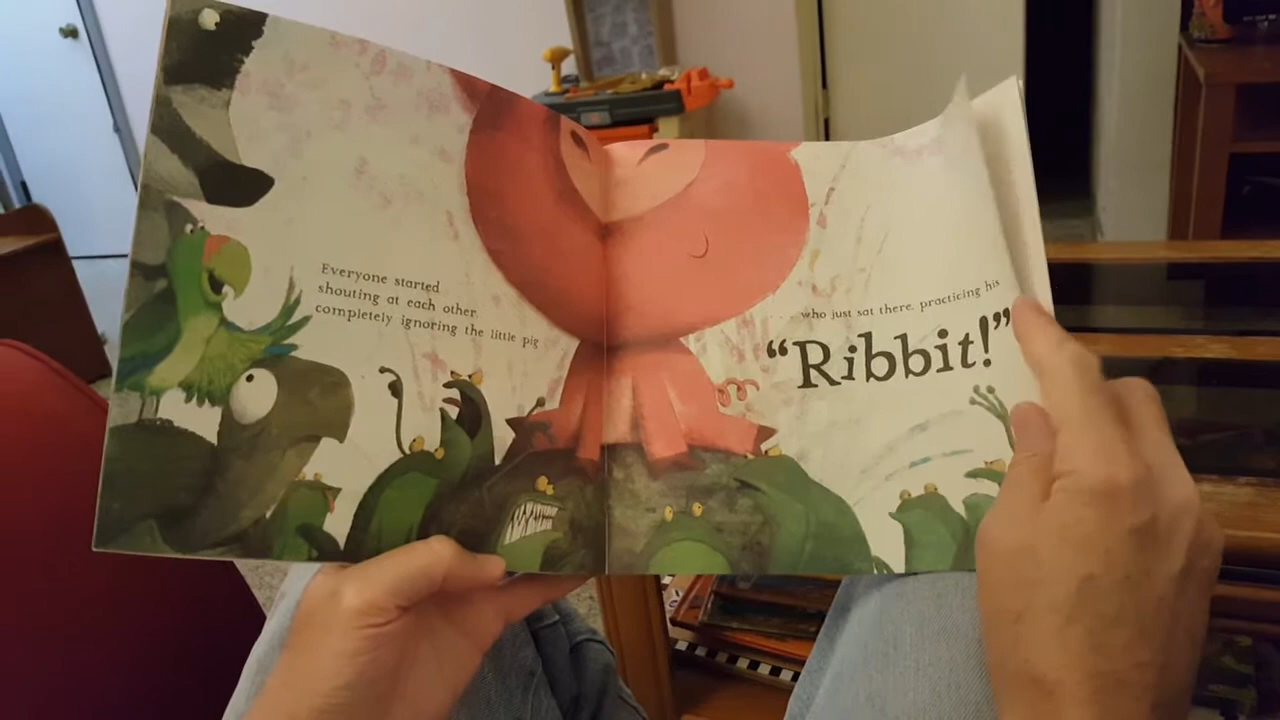 Everyone started
shouting at each other,
completely ignoring the little pig
who just sat there, practicing his
“Ribbit!”